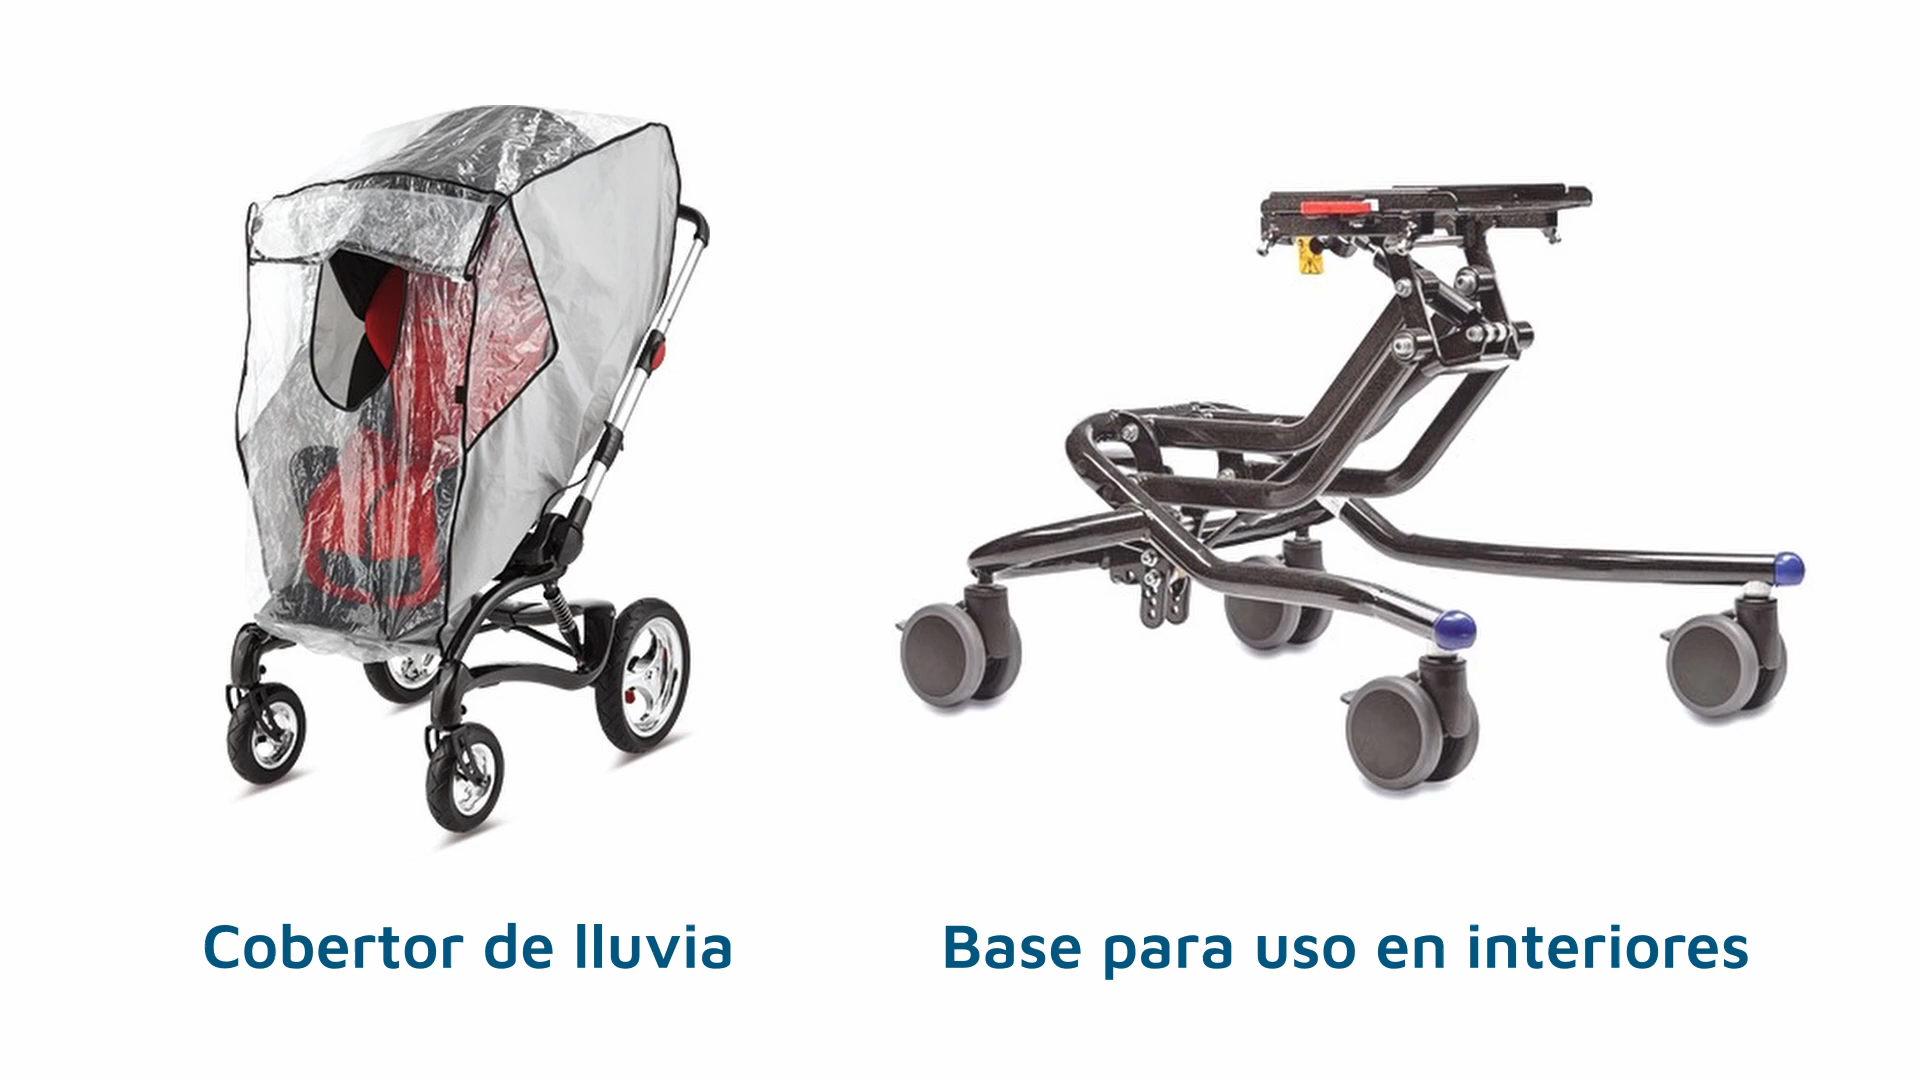 Cobertor de lluvia
Base para uso en interiores